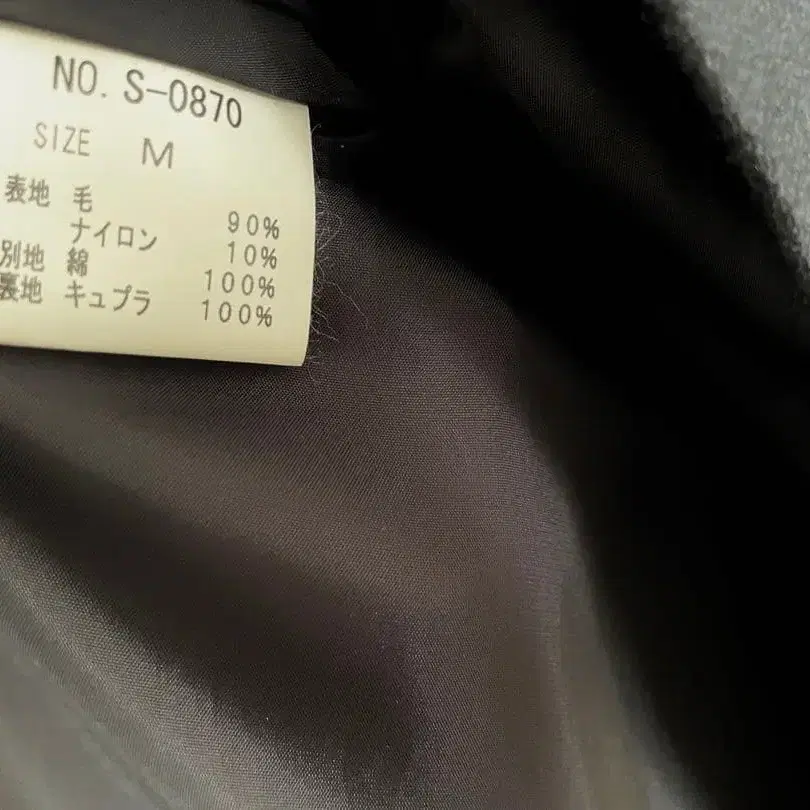 NO. S-0870
SIZE M
表地 毛 90%
ナイロン 10%
別地 綿 100%
裏地 キュプラ 100%